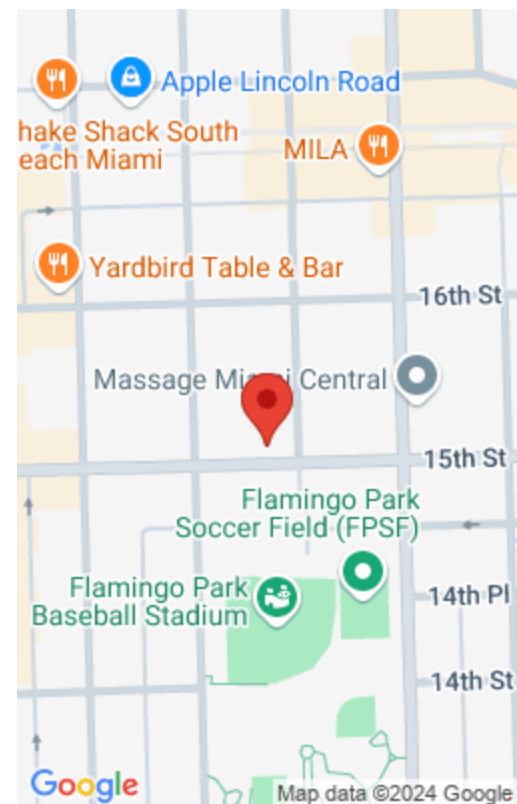 Apple Lincoln Road
hake Shack South
each Miami
MILA
Yardbird Table & Bar
16th St
Massage Miami Central
15th St
Flamingo Park
Soccer Field (FPSF)
Flamingo Park
Baseball Stadium
14th Pl
14th St
Google
Map data ©2024 Google